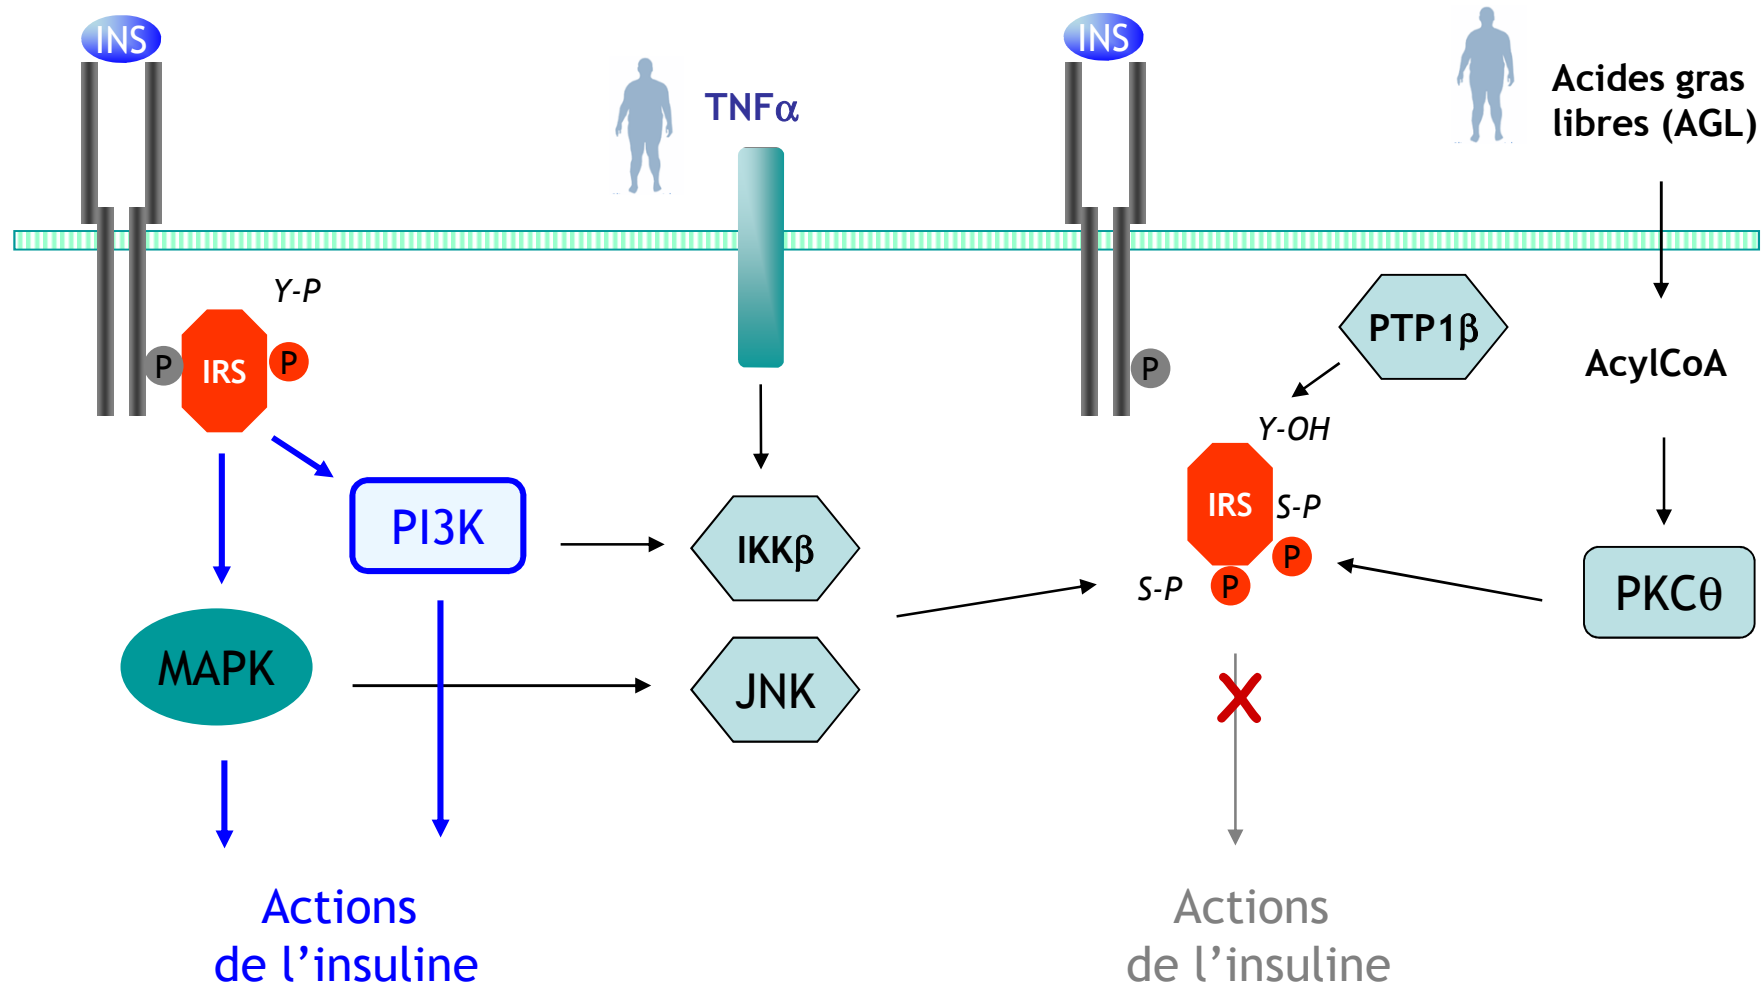 INS
INS
TNFα
Acides gras
libres (AGL)
Y-P
P
IRS
P
P
PTP1β
AcylCoA
Y-OH
IRS
S-P
P
S-P
P
PI3K
IKKβ
PKCθ
MAPK
JNK
X
Actions
de l’insuline
Actions
de l’insuline